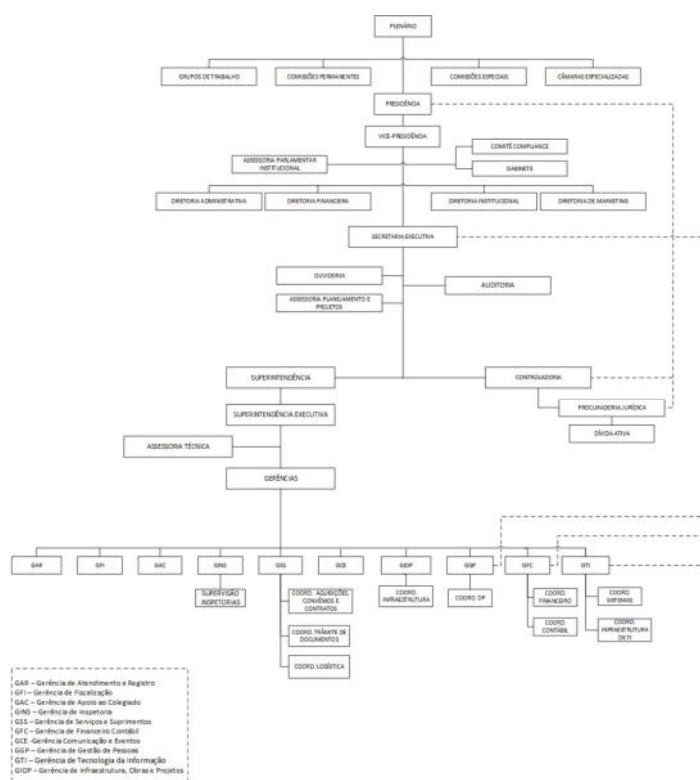 PLENÁRIO
GRUPOS DE TRABALHO
COMISSÕES PERMANENTES
COMISSÕES ESPECIAIS
CÂMARAS ESPECIALIZADAS
PRESIDÊNCIA
VICE-PRESIDÊNCIA
ASSESSORIA PARLAMENTAR
INSTITUCIONAL
COMITÊ COMPLIANCE
GABINETE
DIRETORIA ADMINISTRATIVA
DIRETORIA FINANCEIRA
DIRETORIA INSTITUCIONAL
DIRETORIA DE MARKETING
SECRETARIA EXECUTIVA
OUVIDORIA
AUDITORIA
ASSESSORIA PLANEJAMENTO E
PROJETOS
SUPERINTENDÊNCIA
CONTROLADORIA
SUPERINTENDÊNCIA EXECUTIVA
PROCURADORIA JURÍDICA
DÍVIDA ATIVA
ASSESSORIA TÉCNICA
GERÊNCIAS
GAR
GFI
GAC
GINS
GSS
GCE
GIOP
GGP
GFC
GTI
SUPERVISÃO
INSPETORIAS
COORD. AQUISIÇÕES,
CONVÊNIOS E
CONTRATOS
COORD. TRÂMITE DE
DOCUMENTOS
COORD. LOGÍSTICA
COORD.
INFRAESTRUTURA
COORD. DP
COORD.
FINANCEIRO
COORD.
CONTÁBIL
COORD.
SISTEMAS
COORD.
INFRAESTRUTURA
DE TI
GAR – Gerência de Atendimento e Registro
GFI – Gerência de Fiscalização
GAC – Gerência de Apoio ao Colegiado
GINS – Gerência de Inspetoria
GSS – Gerência de Serviços e Suprimentos
GFC – Gerência de Financeiro Contábil
GCE -Gerência Comunicação e Eventos
GGP – Gerência de Gestão de Pessoas
GTI – Gerência de Tecnologia da Informação
GIOP – Gerência de Infraestrutura, Obras e Projetos